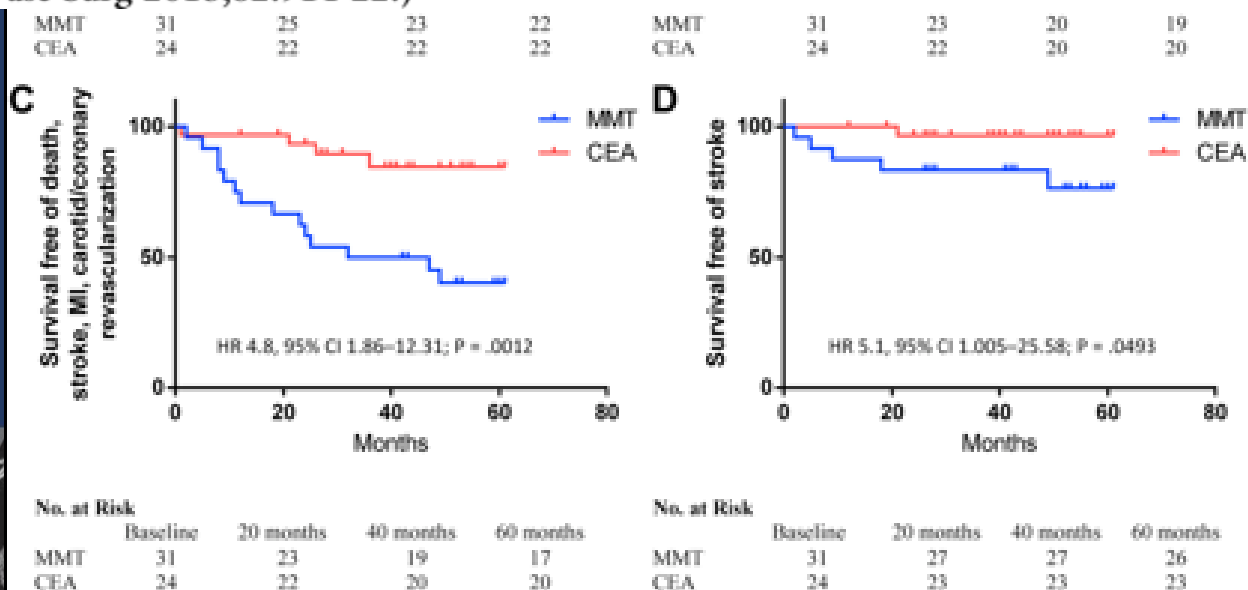 MMT 31 25 23 22
CEA 24 22 22 22
MMT 31 23 20 19
CEA 24 22 20 20
C
Survival free of death,
stroke, MI, carotid/coronary
revascularization
100
50
0
MMT
CEA
HR 4.8, 95% CI 1.86–12.31; P = .0012
0 20 40 60 80
Months
No. at Risk
Baseline 20 months 40 months 60 months
MMT 31 23 19 17
CEA 24 22 20 20
D
Survival free of stroke
100
50
0
MMT
CEA
HR 5.1, 95% CI 1.005–25.58; P = .0493
0 20 40 60 80
Months
No. at Risk
Baseline 20 months 40 months 60 months
MMT 31 27 27 26
CEA 24 23 23 23